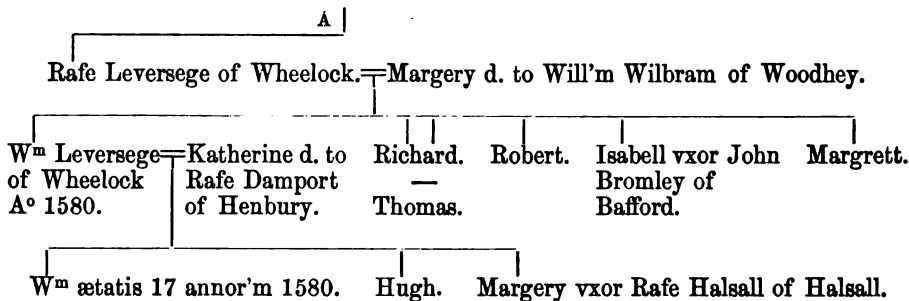 A
Rafe Leversege of Wheelock.=Margery d. to Will'm Wilbram of Woodhey.
Wᵐ Leversege=Katherine d. to Richard. Robert. Isabell vxor John Margrett.
of Wheelock Rafe Damport — Bromley of
Aº 1580. of Henbury. Thomas. Bafford.
Wᵐ ætatis 17 annor'm 1580. Hugh. Margery vxor Rafe Halsall of Halsall.